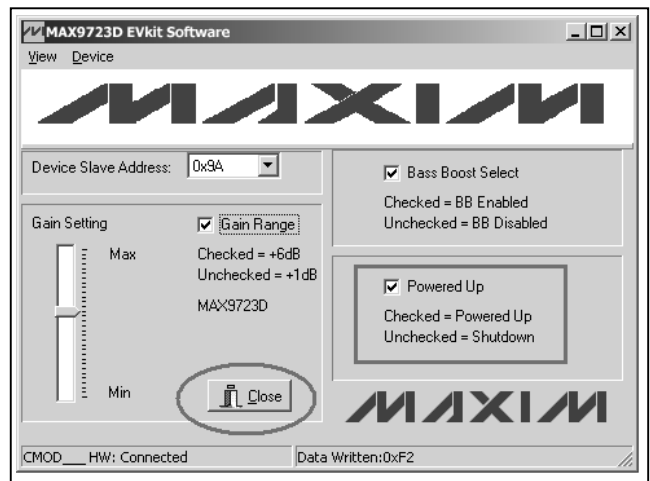 MAX9723D EVkit Software
View Device
MAXIM
Device Slave Address: 0x9A
Bass Boost Select
Checked = BB Enabled
Unchecked = BB Disabled
Gain Setting
Gain Range
Max
Checked = +6dB
Unchecked = +1dB
MAX9723D
Min
Close
Powered Up
Checked = Powered Up
Unchecked = Shutdown
MAXIM
CMOD___ HW: Connected
Data Written:0xF2